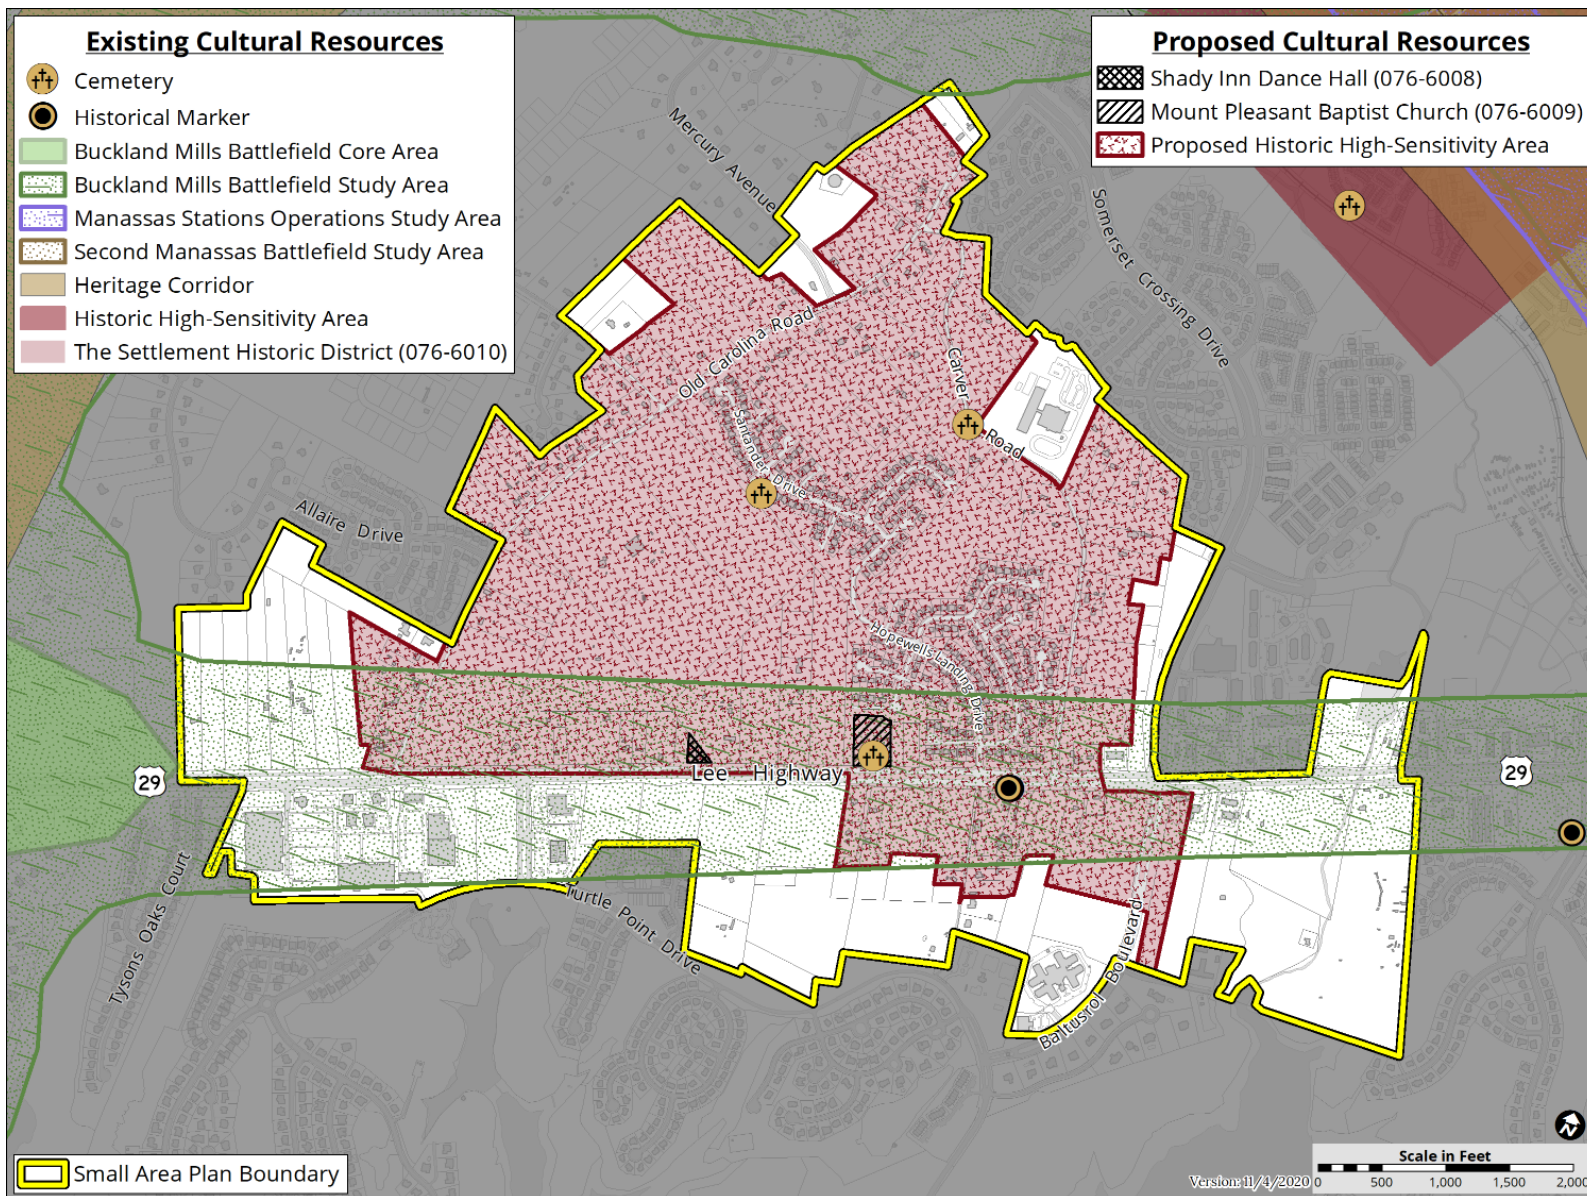 Existing Cultural Resources
Cemetery
Historical Marker
Buckland Mills Battlefield Core Area
Buckland Mills Battlefield Study Area
Manassas Stations Operations Study Area
Second Manassas Battlefield Study Area
Heritage Corridor
Historic High-Sensitivity Area
The Settlement Historic District (076-6010)
Proposed Cultural Resources
Shady Inn Dance Hall (076-6008)
Mount Pleasant Baptist Church (076-6009)
Proposed Historic High-Sensitivity Area
Mercury Avenue
Somerset Crossing Drive
Old Carolina Road
Carver Road
Santander Drive
Allaire Drive
Hopewells Landing Drive
Lee Highway
29
29
Tysons Oaks Court
Turtle Point Drive
Baltusrol Boulevard
Small Area Plan Boundary
N
Scale in Feet
Version: 11/4/2020
0 500 1,000 1,500 2,000